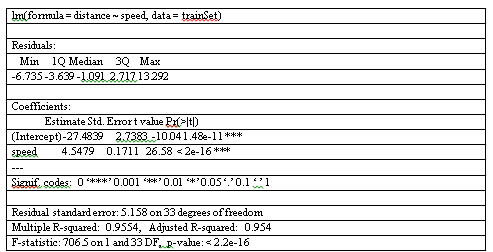 lm(formula = distance ~ speed, data = trainSet)
Residuals:
Min 1Q Median 3Q Max
-6.735 -3.639 -1.091 2.717 13.292
Coefficients:
Estimate Std. Error t value Pr(>|t|)
(Intercept) -27.4839 2.7383 -10.04 1.48e-11 ***
speed 4.5479 0.1711 26.58 < 2e-16 ***
---
Signif. codes: 0 ‘***’ 0.001 ‘**’ 0.01 ‘*’ 0.05 ‘.’ 0.1 ‘ ’ 1
Residual standard error: 5.158 on 33 degrees of freedom
Multiple R-squared: 0.9554, Adjusted R-squared: 0.954
F-statistic: 706.5 on 1 and 33 DF, p-value: < 2.2e-16